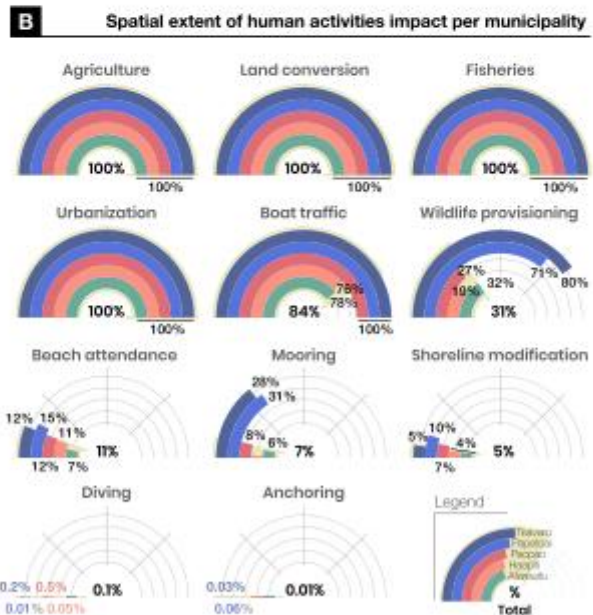 B Spatial extent of human activities impact per municipality
Agriculture Land conversion Fisheries
100% 100% 100%
100% 100% 100%
Urbanization Boat traffic Wildlife provisioning
100% 84% 31%
100% 78% 78% 100% 27% 19% 32% 71% 80%
Beach attendance Mooring Shoreline modification
12% 15% 11% 11% 12% 7%
28% 31% 8% 6% 7%
5% 10% 4% 5% 7%
Diving Anchoring Legend
0.2% 0.5% 0.1% 0.03% 0.01%
0.01% 0.05% 0.06%
Papetoai
%
Total